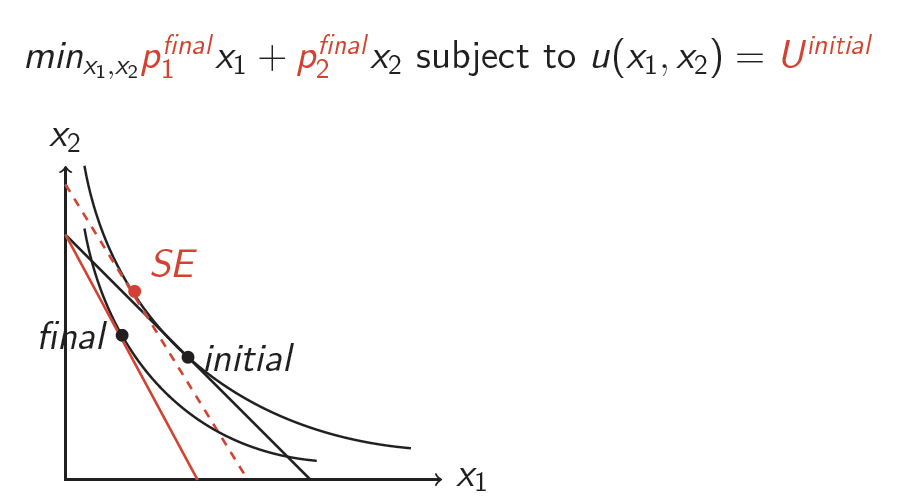 min_{x_1,x_2} p_1^{final} x_1 + p_2^{final} x_2 subject to u(x_1, x_2) = U^{initial}
x_2
SE
final
initial
x_1